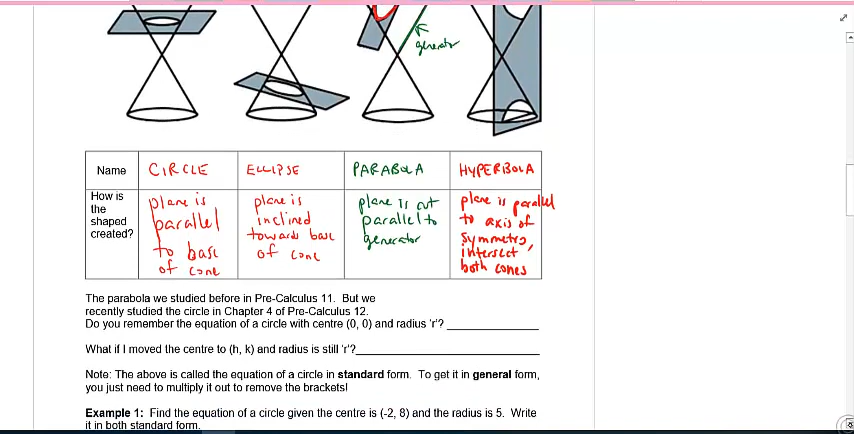 generator
Name
CIRCLE
ELLIPSE
PARABOLA
HYPERBOLA
How is
the
shaped
created?
plane is
parallel
to base
of cone
plane is
inclined
towards base
of cone
plane is cut
parallel to
generator
plane is parallel
to axis of
symmetry,
intersect
both cones
The parabola we studied before in Pre-Calculus 11. But we
recently studied the circle in Chapter 4 of Pre-Calculus 12.
Do you remember the equation of a circle with centre (0, 0) and radius 'r'? ______________
What if I moved the centre to (h, k) and radius is still 'r'?____________________________
Note: The above is called the equation of a circle in standard form. To get it in general form,
you just need to multiply it out to remove the brackets!
Example 1: Find the equation of a circle given the centre is (-2, 8) and the radius is 5. Write
it in both standard form.